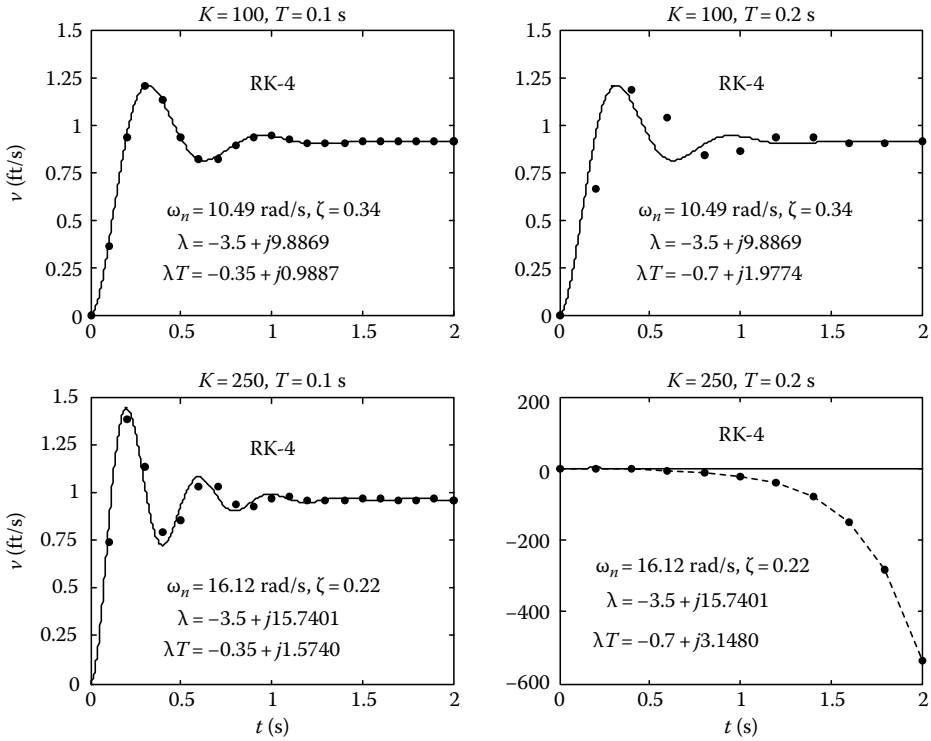 K = 100, T = 0.1 s
1.5
1.25
1
0.75
0.5
0.25
0
v (ft/s)
RK-4
ωn = 10.49 rad/s, ζ = 0.34
λ = −3.5 + j9.8869
λT = −0.35 + j0.9887
0 0.5 1 1.5 2
K = 100, T = 0.2 s
1.5
1.25
1
0.75
0.5
0.25
0
RK-4
ωn = 10.49 rad/s, ζ = 0.34
λ = −3.5 + j9.8869
λT = −0.7 + j1.9774
0 0.5 1 1.5 2
K = 250, T = 0.1 s
1.5
1.25
1
0.75
0.5
0.25
0
v (ft/s)
RK-4
ωn = 16.12 rad/s, ζ = 0.22
λ = −3.5 + j15.7401
λT = −0.35 + j1.5740
0 0.5 1 1.5 2
t (s)
K = 250, T = 0.2 s
200
0
−200
−400
−600
RK-4
ωn = 16.12 rad/s, ζ = 0.22
λ = −3.5 + j15.7401
λT = −0.7 + j3.1480
0 0.5 1 1.5 2
t (s)